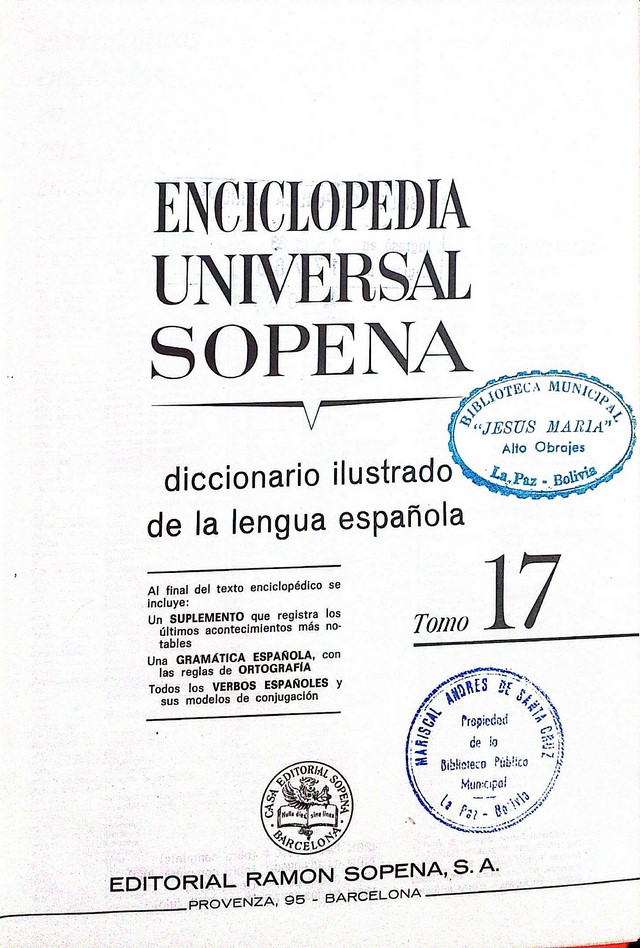 ENCICLOPEDIA
UNIVERSAL
SOPENA
BIBLIOTECA MUNICIPAL
"JESUS MARIA"
Alto Obrajes
La Paz - Bolivia
diccionario ilustrado
de la lengua española
Al final del texto enciclopédico se
incluye:
Un SUPLEMENTO que registra los
últimos acontecimientos más no-
tables
Una GRAMÁTICA ESPAÑOLA, con
las reglas de ORTOGRAFÍA
Todos los VERBOS ESPAÑOLES y
sus modelos de conjugación
Tomo 17
MARISCAL ANDRES DE SANTA CRUZ
Propiedad
de la
Biblioteca Pública
Municipal
La Paz - Bolivia
CASA EDITORIAL SOPENA
Nulla dies sine linea
BARCELONA
EDITORIAL RAMON SOPENA, S. A.
PROVENZA, 95 - BARCELONA